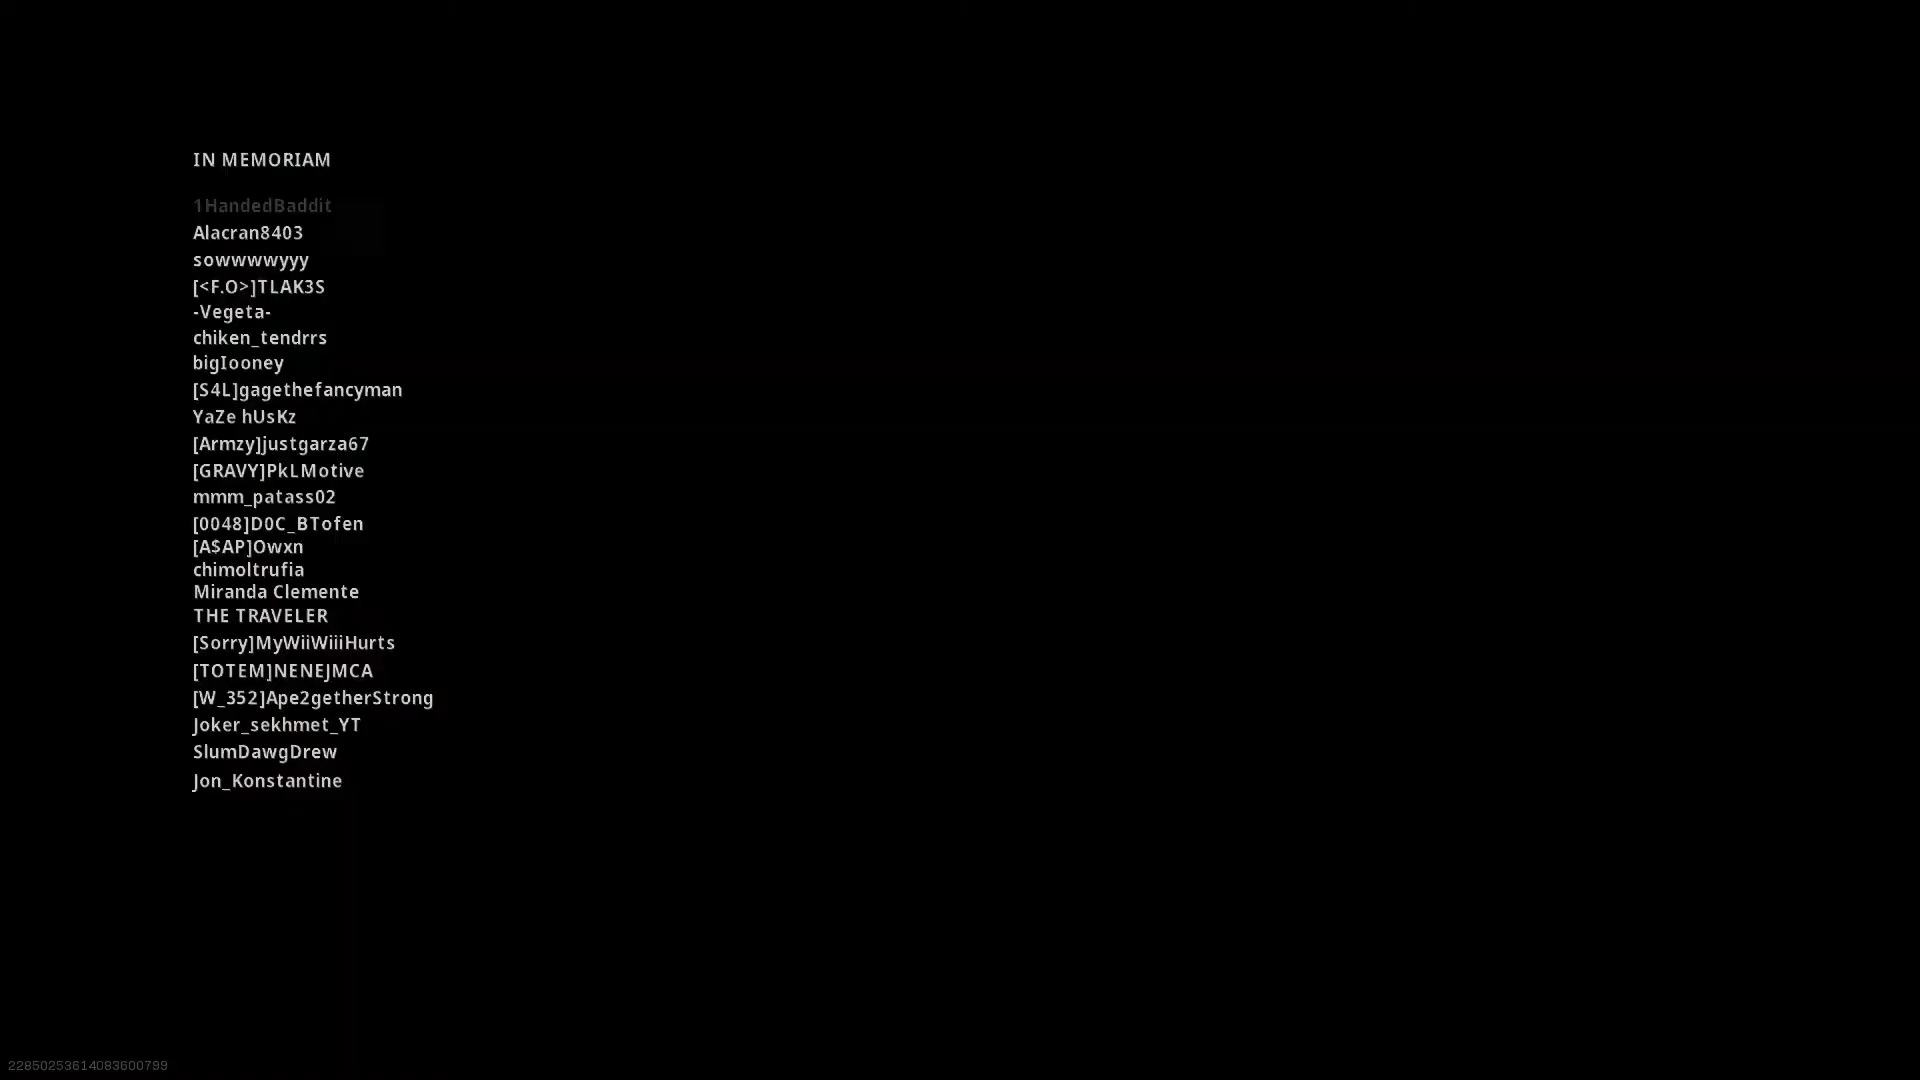 IN MEMORIAM
1HandedBaddit
Alacran8403
sowwwwyyy
[<F.O>]TLAK3S
-Vegeta-
chiken_tendrrs
bigIooney
[S4L]gagethefancyman
YaZe hUsKz
[Armzy]justgarza67
[GRAVY]PkLMotive
mmm_patass02
[0048]D0C_BTofen
[A$AP]Owxn
chimoltrufia
Miranda Clemente
THE TRAVELER
[Sorry]MyWiiWiiiHurts
[TOTEM]NENEJMCA
[W_352]Ape2getherStrong
Joker_sekhmet_YT
SlumDawgDrew
Jon_Konstantine
22850253614083600799